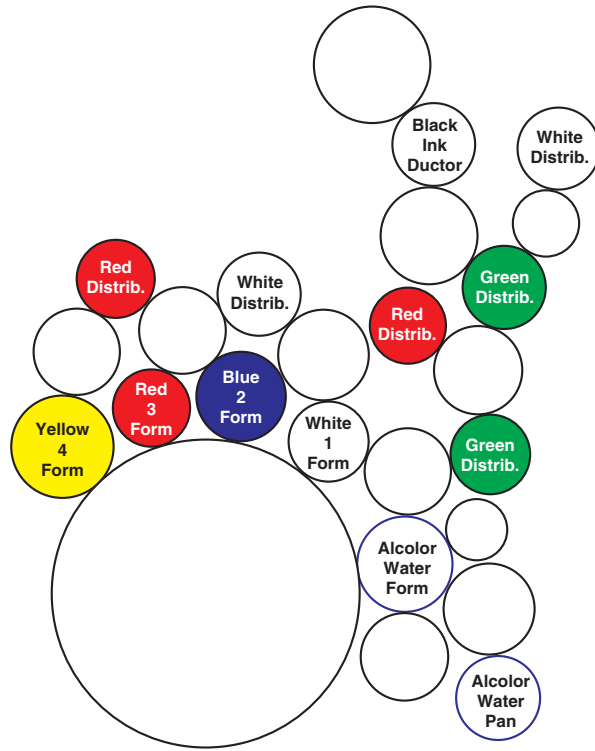 Black
Ink
Ductor
White
Distrib.
Red
Distrib.
White
Distrib.
Green
Distrib.
Red
Distrib.
Blue
2
Form
Red
3
Form
Yellow
4
Form
White
1
Form
Green
Distrib.
Alcolor
Water
Form
Alcolor
Water
Pan